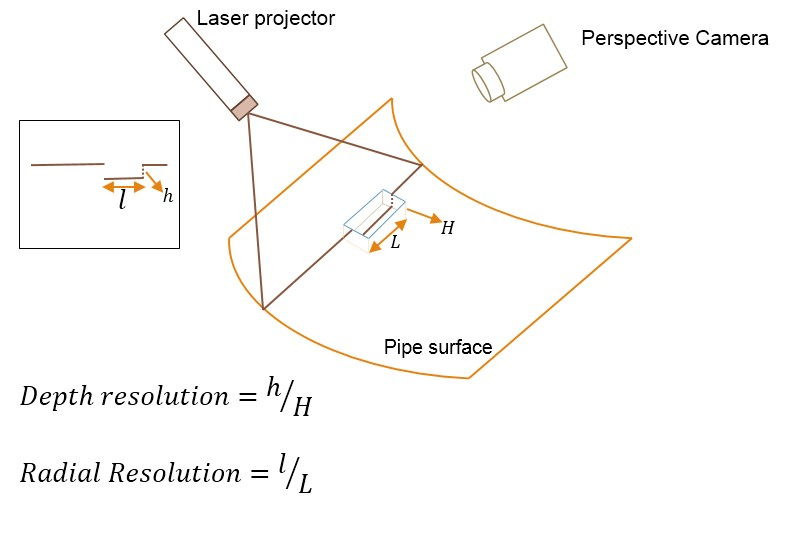 Laser projector
Perspective Camera
l
h
H
L
Pipe surface
Depth resolution = h/H
Radial Resolution = l/L